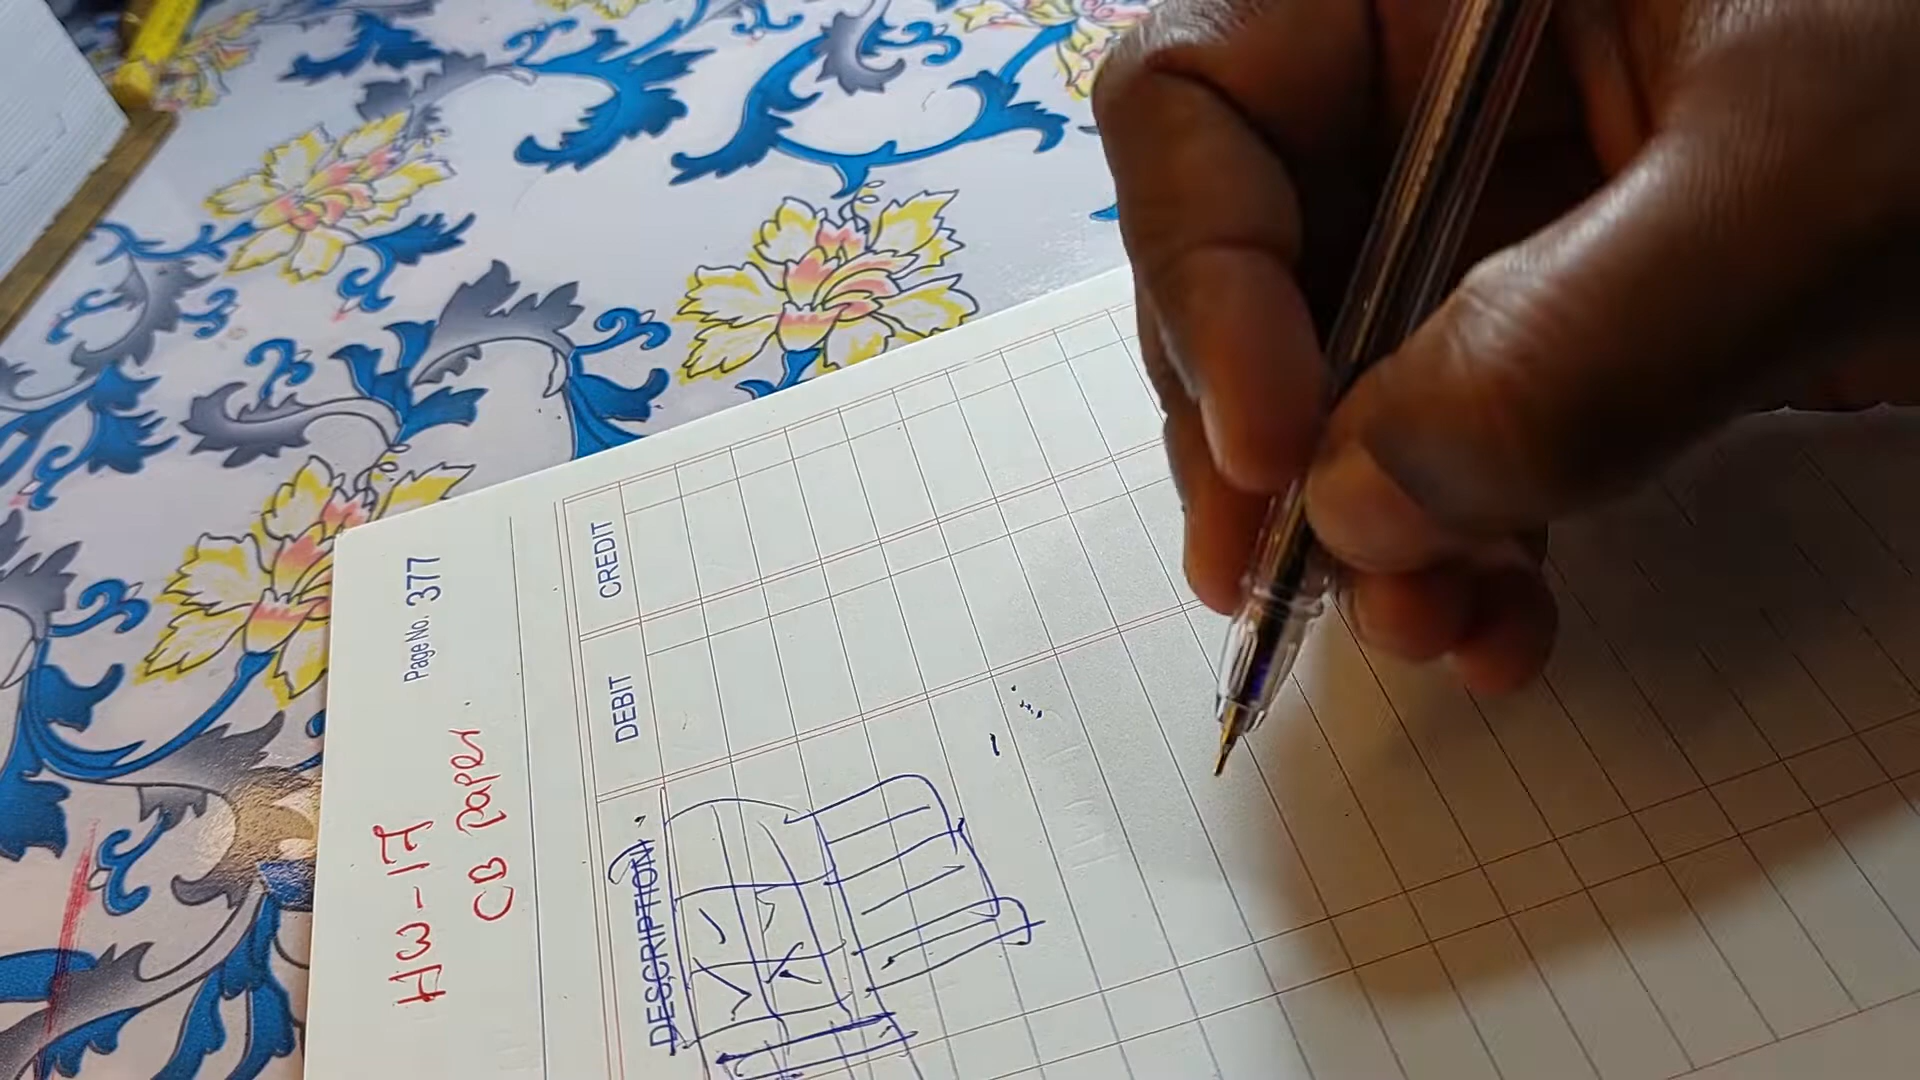 Page No. 377
HW-17
CB Paper.
DESCRIPTION
DEBIT
CREDIT